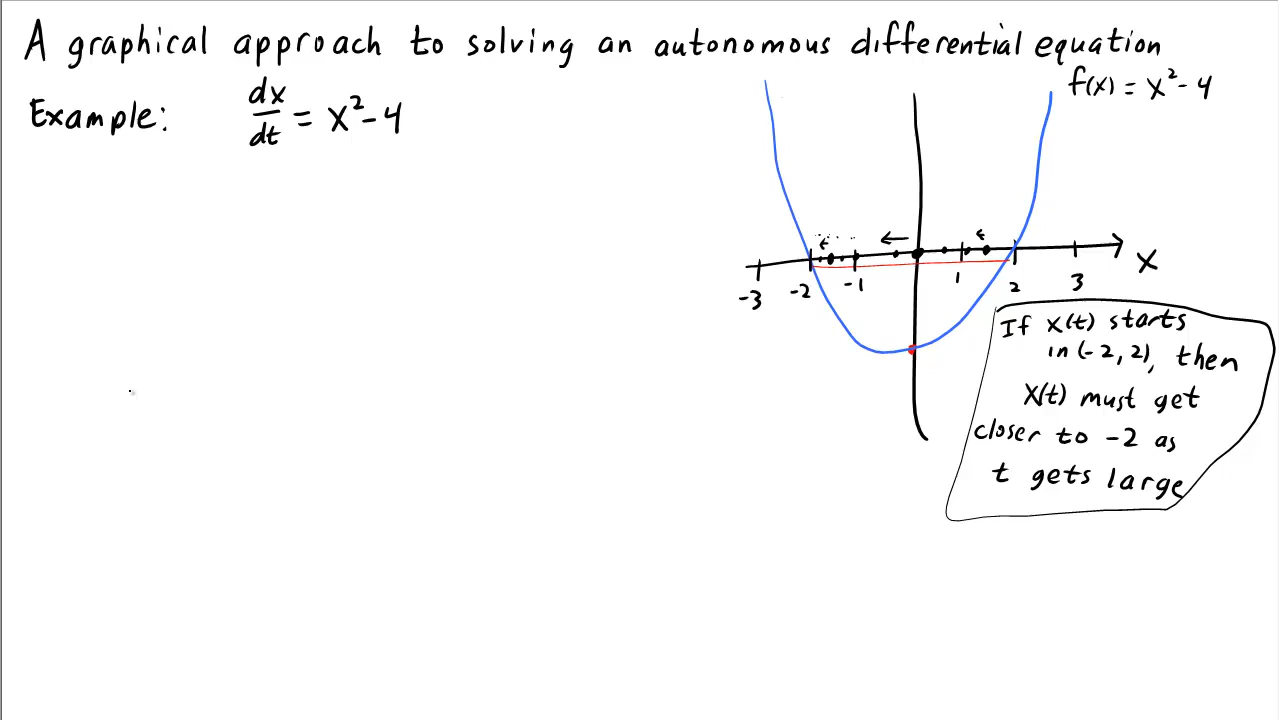 A graphical approach to solving an autonomous differential equation
f(x) = x² - 4
Example: dx/dt = x² - 4
-3 -2 -1 1 2 3 X
If x(t) starts
in (-2, 2), then
x(t) must get
closer to -2 as
t gets large